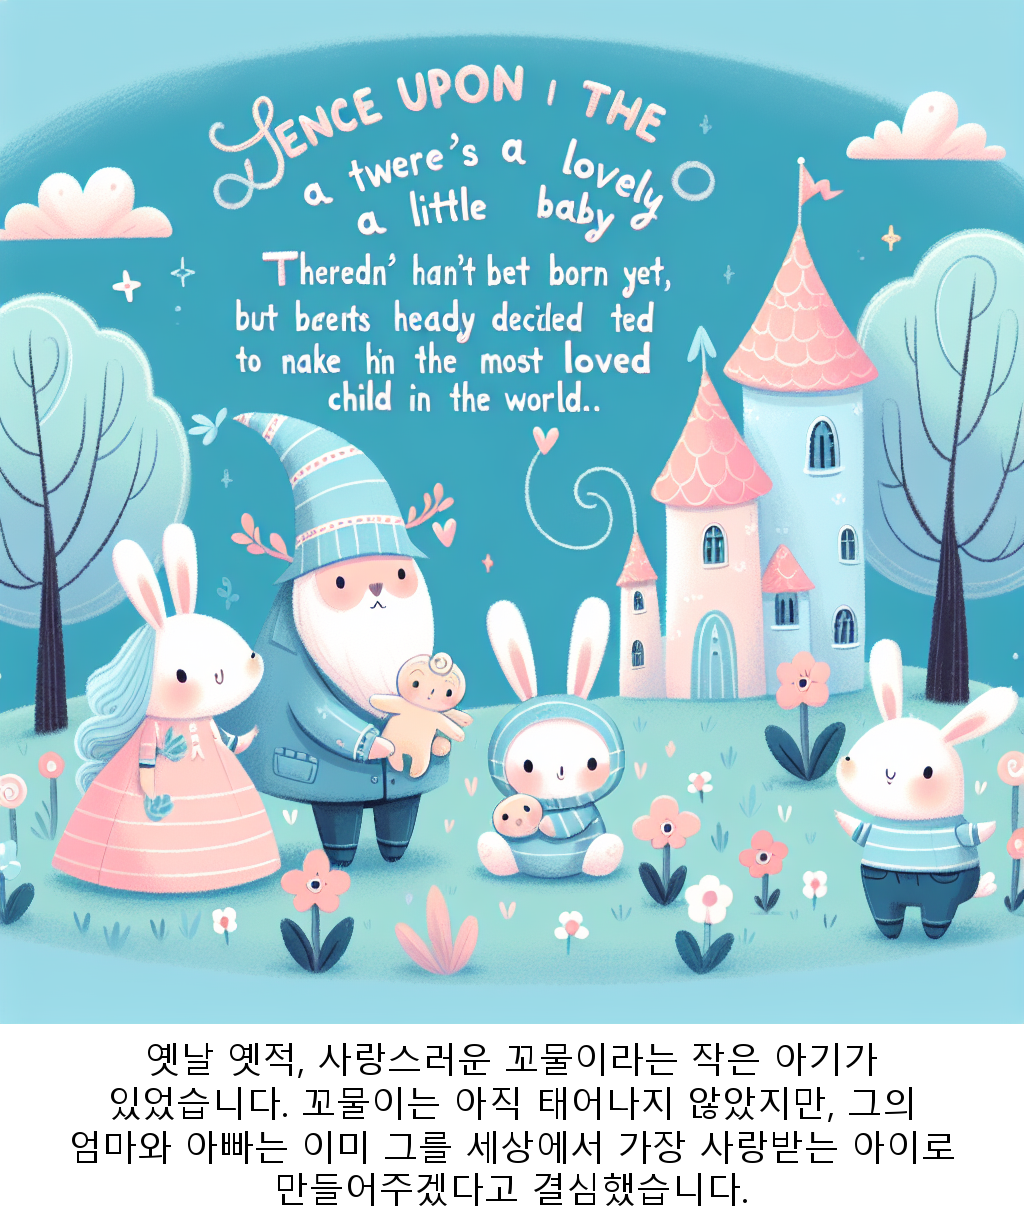 Jence upon i the
a twere's a lovely
a little baby
Theredn' han't bet born yet,
but bœrts heady decided ted
to nake hin the most loved
child in the world..
옛날 옛적, 사랑스러운 꼬물이라는 작은 아기가
있었습니다. 꼬물이는 아직 태어나지 않았지만, 그의
엄마와 아빠는 이미 그를 세상에서 가장 사랑받는 아이로
만들어주겠다고 결심했습니다.